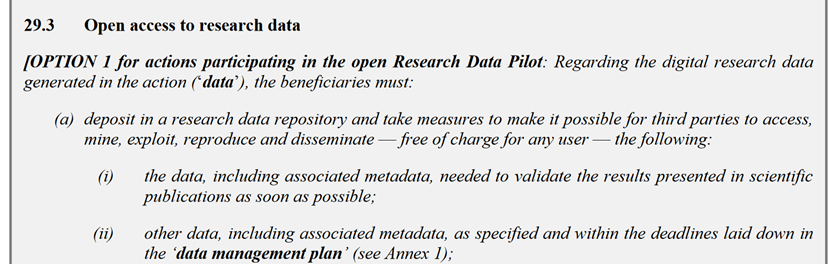 29.3 Open access to research data
[OPTION 1 for actions participating in the open Research Data Pilot: Regarding the digital research data
generated in the action (‘data’), the beneficiaries must:
(a) deposit in a research data repository and take measures to make it possible for third parties to access,
mine, exploit, reproduce and disseminate — free of charge for any user — the following:
(i) the data, including associated metadata, needed to validate the results presented in scientific
publications as soon as possible;
(ii) other data, including associated metadata, as specified and within the deadlines laid down in
the ‘data management plan’ (see Annex 1);